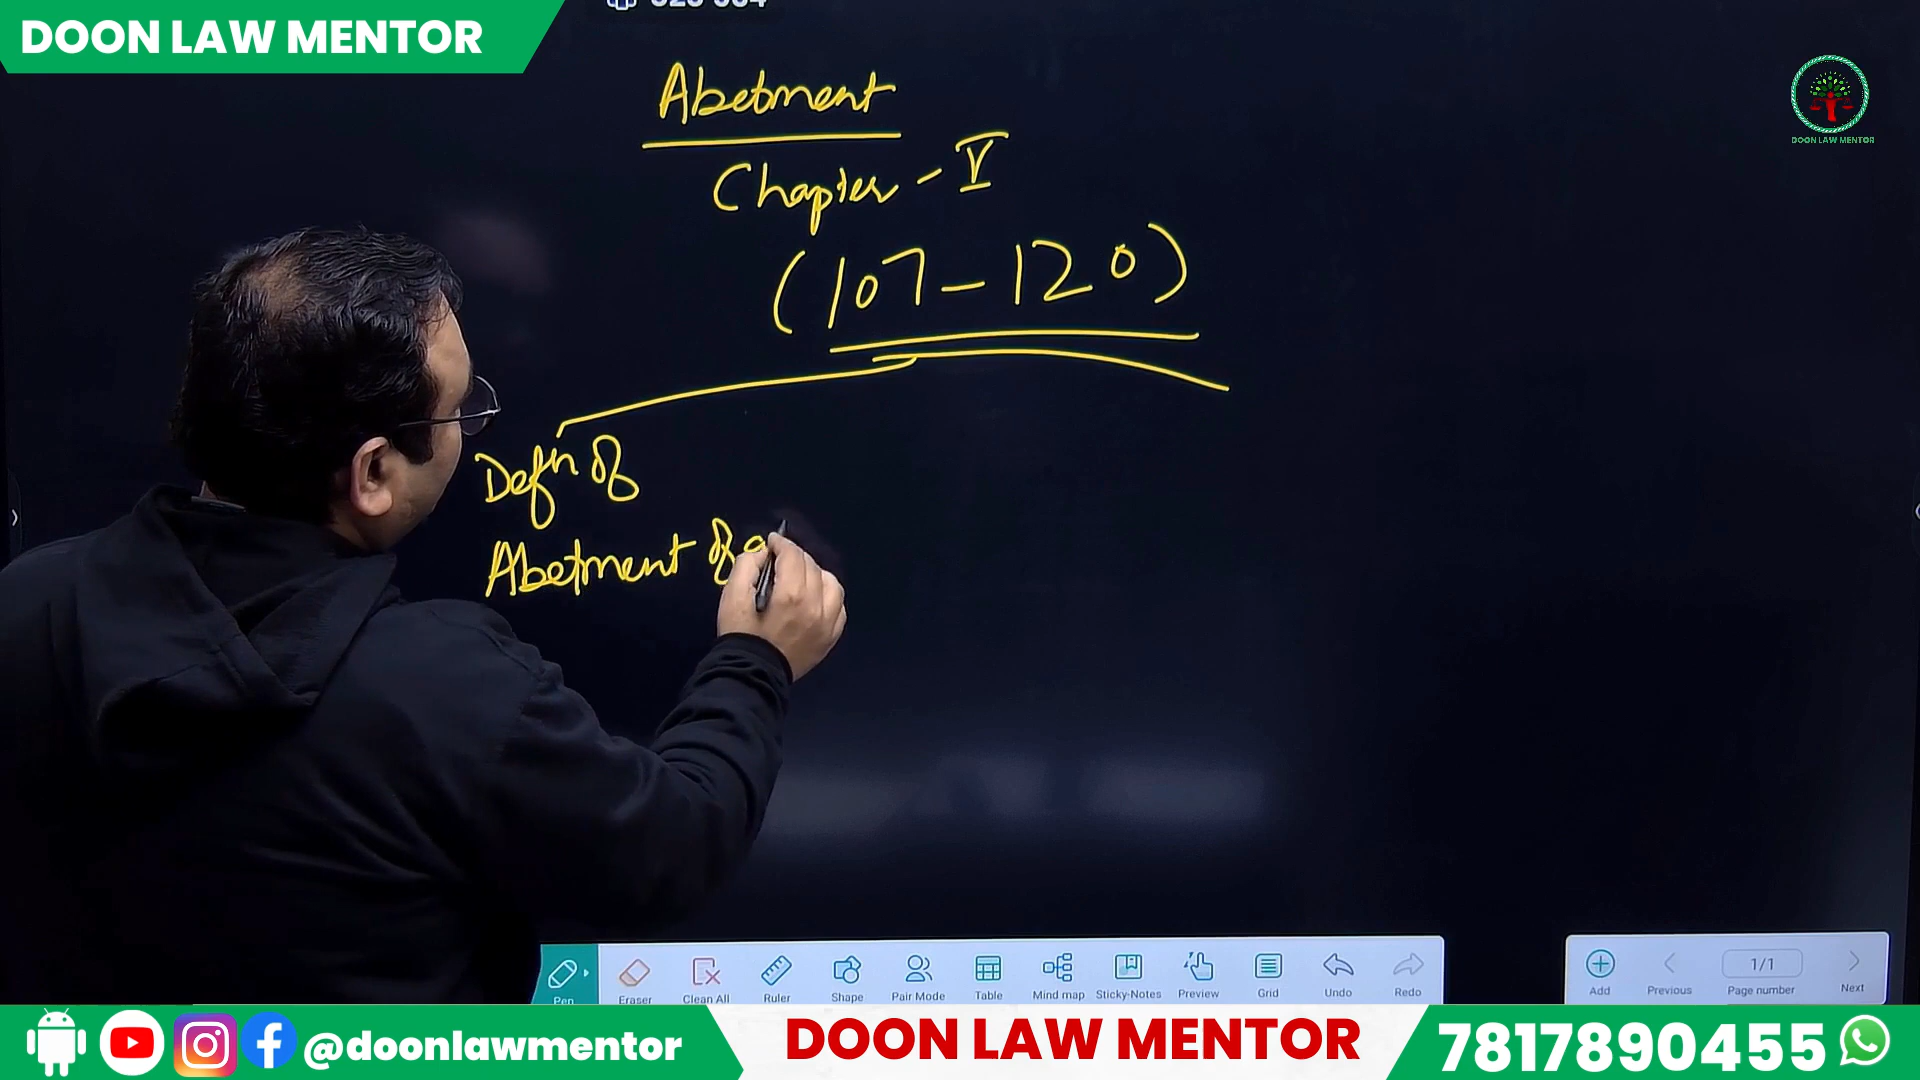 DOON LAW MENTOR
Abetment
Chapter - V
(107-120)
DOON LAW MENTOR
Defn of
Abetment of a
Pen
Eraser
Clean All
Ruler
Shape
Pair Mode
Table
Mind map
Sticky-Notes
Preview
Grid
Undo
Redo
Add
Previous
1/1
Page number
Next
@doonlawmentor
DOON LAW MENTOR
7817890455